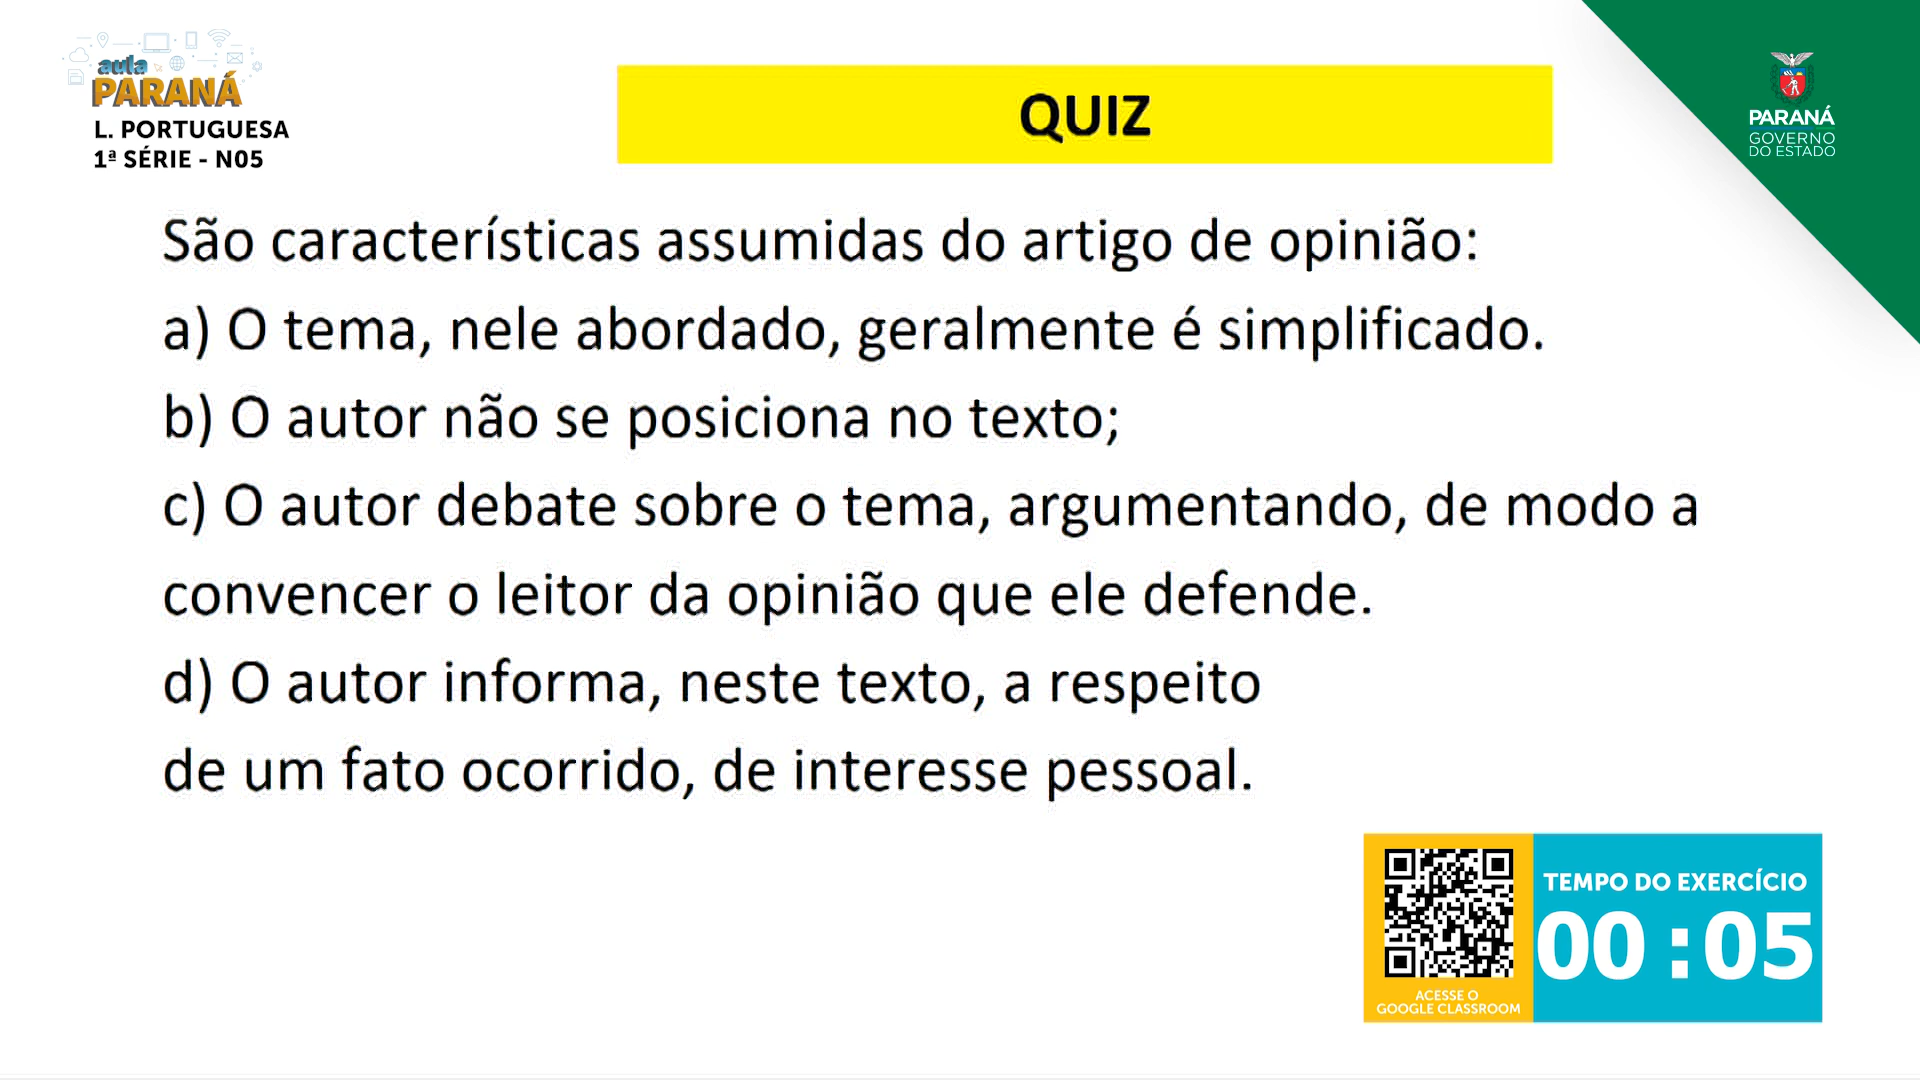 aula
PARANÁ
L. PORTUGUESA
1ª SÉRIE - N05
QUIZ
PARANÁ
GOVERNO
DO ESTADO
São características assumidas do artigo de opinião:
a) O tema, nele abordado, geralmente é simplificado.
b) O autor não se posiciona no texto;
c) O autor debate sobre o tema, argumentando, de modo a
convencer o leitor da opinião que ele defende.
d) O autor informa, neste texto, a respeito
de um fato ocorrido, de interesse pessoal.
ACESSE O
GOOGLE CLASSROOM
TEMPO DO EXERCÍCIO
00:05